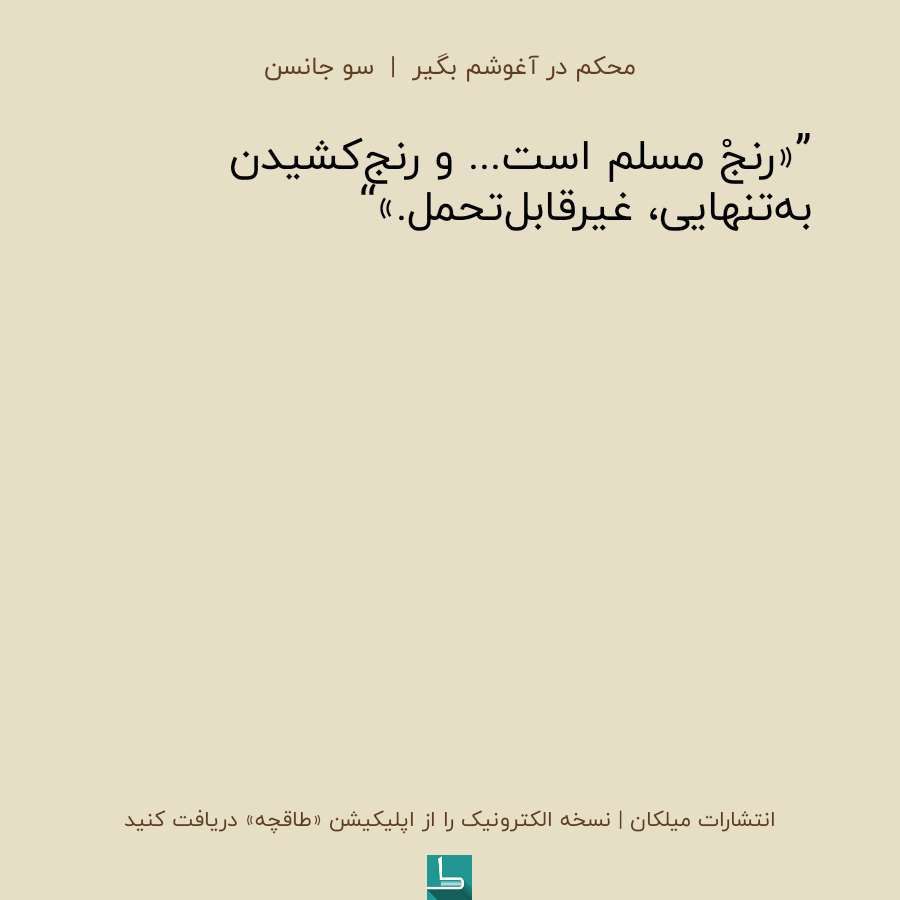 محکم در آغوشم بگیر | سو جانسن
”«رنجْ مسلم است... و رنج‌کشیدن
به‌تنهایی، غیرقابل‌تحمل.»“
انتشارات میلکان | نسخه الکترونیک را از اپلیکیشن «طاقچه» دریافت کنید